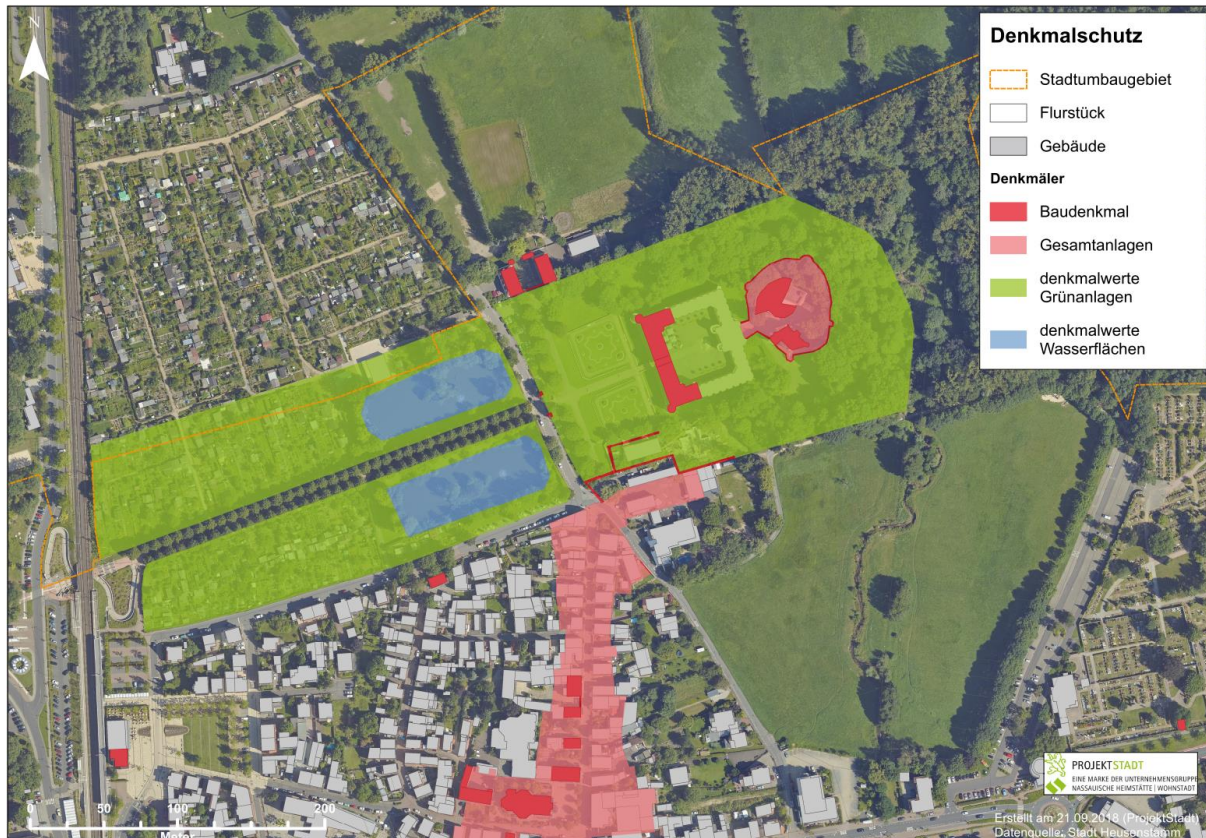 N
Denkmalschutz
Stadtumbaugebiet
Flurstück
Gebäude
Denkmäler
Baudenkmal
Gesamtanlagen
denkmalwerte
Grünanlagen
denkmalwerte
Wasserflächen
PROJEKTSTADT
EINE MARKE DER UNTERNEHMENSGRUPPE
NASSAUISCHE HEIMSTÄTTE | WOHNSTADT
0 50 100 200
Meter
Erstellt am 21.09.2018 (ProjektStadt)
Datenquelle: Stadt Heusenstamm